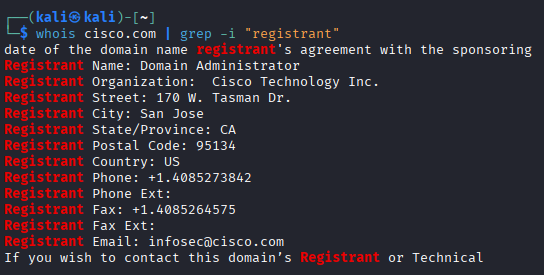 ┌──(kali㉿kali)-[~]
└─$ whois cisco.com | grep -i "registrant"
date of the domain name registrant's agreement with the sponsoring
Registrant Name: Domain Administrator
Registrant Organization:  Cisco Technology Inc.
Registrant Street: 170 W. Tasman Dr.
Registrant City: San Jose
Registrant State/Province: CA
Registrant Postal Code: 95134
Registrant Country: US
Registrant Phone: +1.4085273842
Registrant Phone Ext:
Registrant Fax: +1.4085264575
Registrant Fax Ext:
Registrant Email: infosec@cisco.com
If you wish to contact this domain’s Registrant or Technical